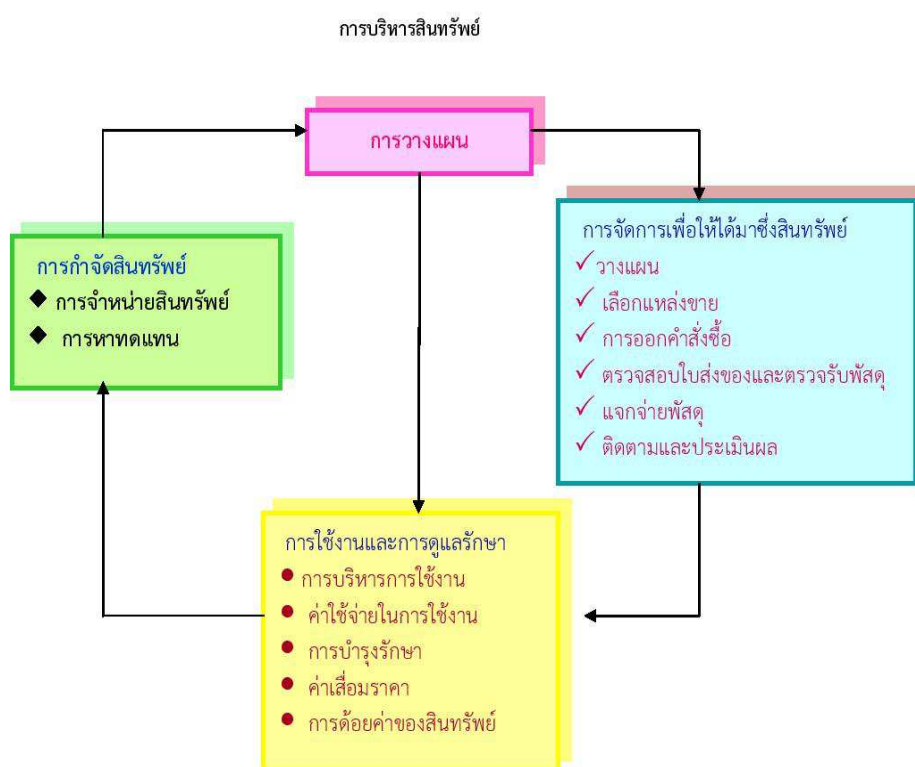 การบริหารสินทรัพย์
การวางแผน
การจัดการเพื่อให้ได้มาซึ่งสินทรัพย์
วางแผน
เลือกแหล่งขาย
การออกคำสั่งซื้อ
ตรวจสอบใบส่งของและตรวจรับพัสดุ
แจกจ่ายพัสดุ
ติดตามและประเมินผล
การกำจัดสินทรัพย์
การจำหน่ายสินทรัพย์
การหาทดแทน
การใช้งานและการดูแลรักษา
การบริหารการใช้งาน
ค่าใช้จ่ายในการใช้งาน
การบำรุงรักษา
ค่าเสื่อมราคา
การด้อยค่าของสินทรัพย์